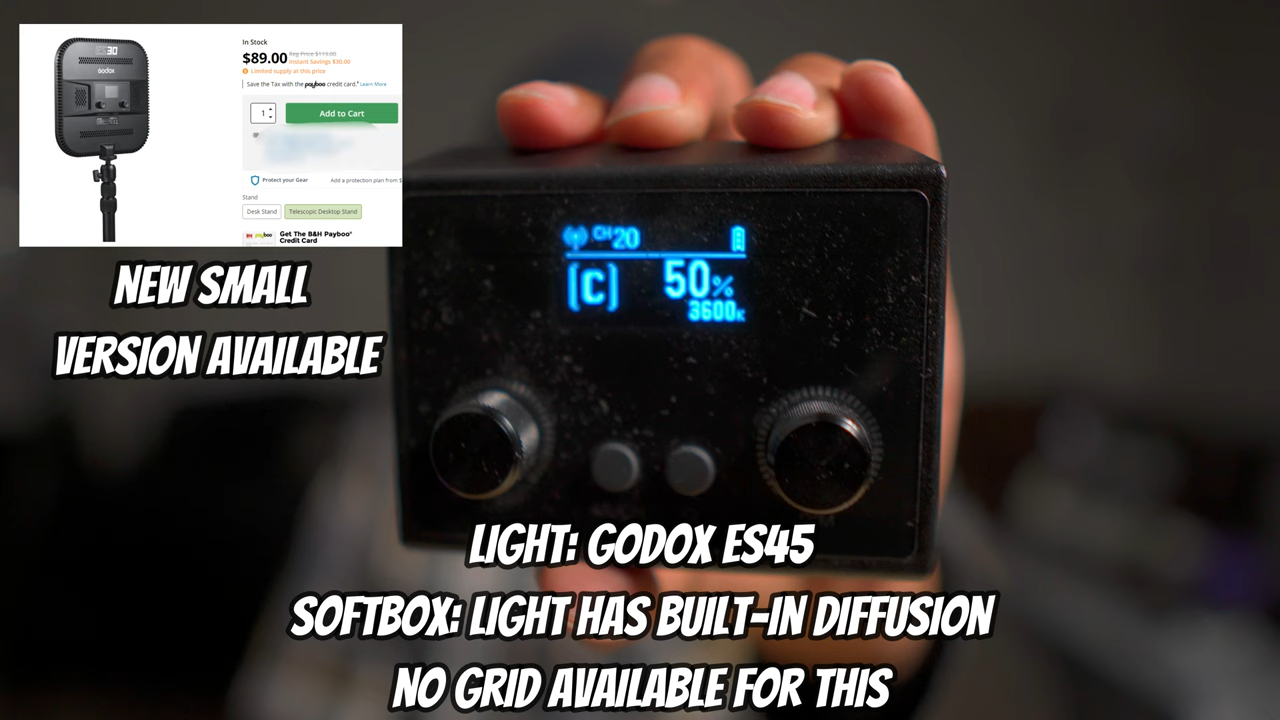 ES30
Godox
In Stock
$89.00 Reg Price $119.00
Instant Savings $30.00
Limited supply at this price
Save the Tax with the payboo credit card.* Learn More
1
Add to Cart
Protect your Gear
Add a protection plan from $
Stand
Desk Stand
Telescopic Desktop Stand
payboo
Get The B&H Payboo®
Credit Card
NEW SMALL
VERSION AVAILABLE
CH20
[C] 50%
3600K
LIGHT: GODOX ES45
SOFTBOX: LIGHT HAS BUILT-IN DIFFUSION
NO GRID AVAILABLE FOR THIS